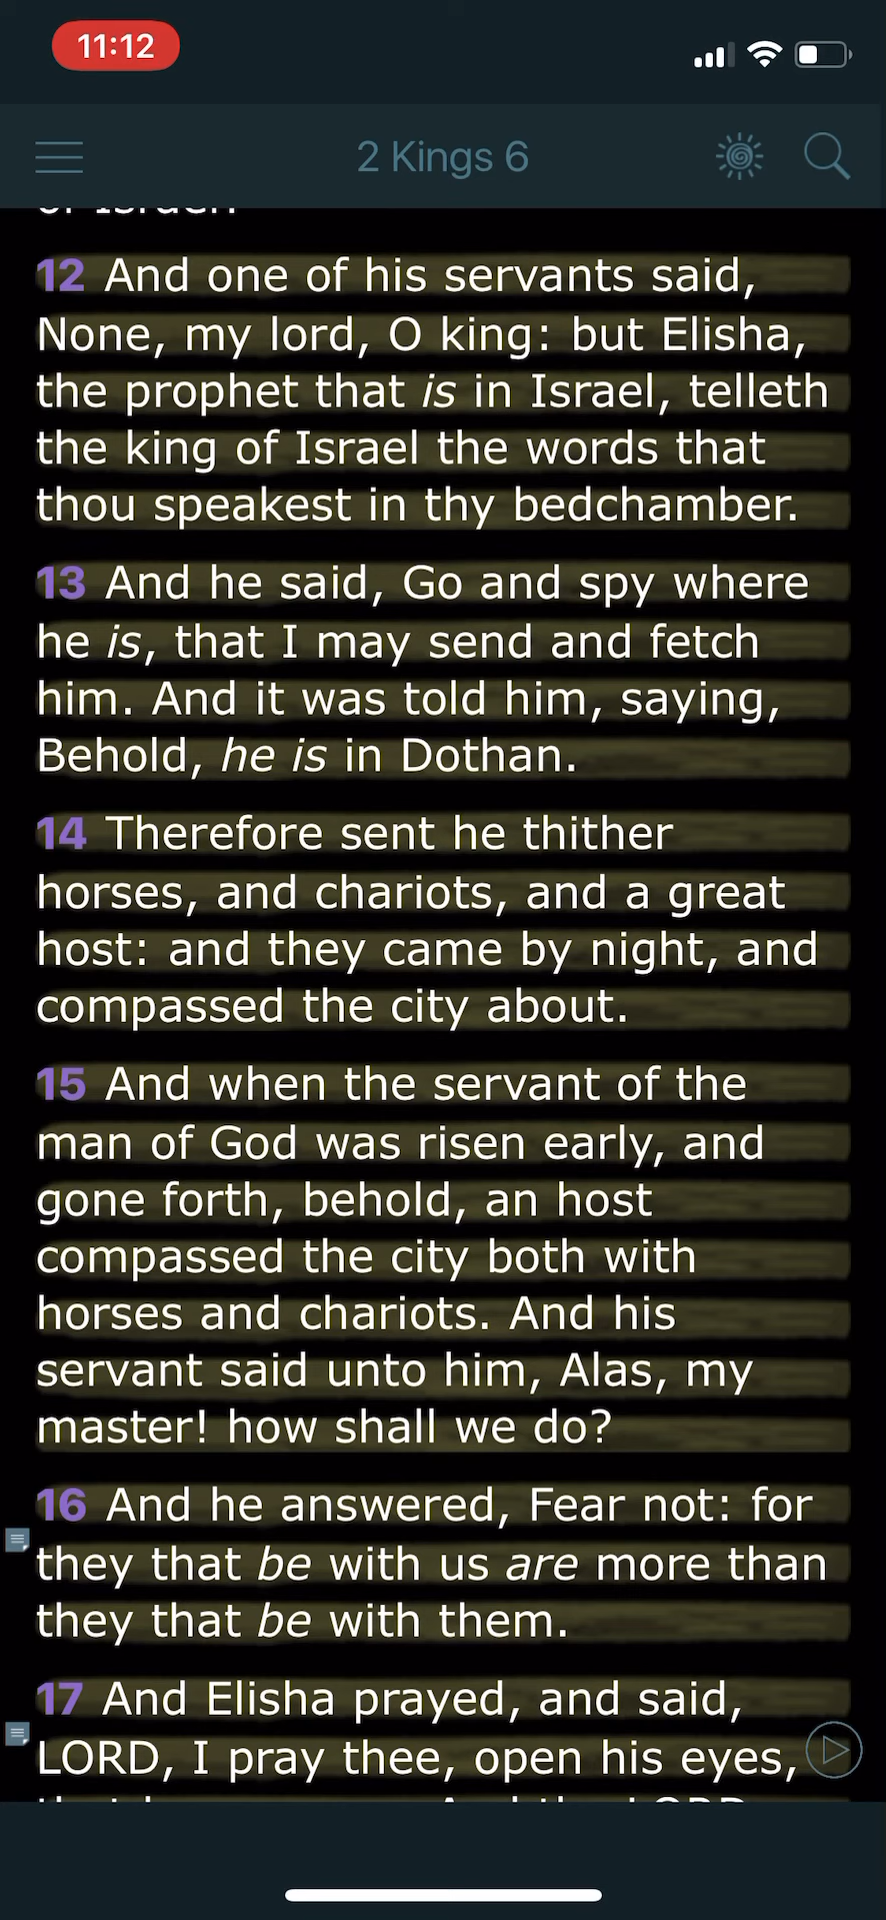 11:12
2 Kings 6
12 And one of his servants said,
None, my lord, O king: but Elisha,
the prophet that is in Israel, telleth
the king of Israel the words that
thou speakest in thy bedchamber.
13 And he said, Go and spy where
he is, that I may send and fetch
him. And it was told him, saying,
Behold, he is in Dothan.
14 Therefore sent he thither
horses, and chariots, and a great
host: and they came by night, and
compassed the city about.
15 And when the servant of the
man of God was risen early, and
gone forth, behold, an host
compassed the city both with
horses and chariots. And his
servant said unto him, Alas, my
master! how shall we do?
16 And he answered, Fear not: for
they that be with us are more than
they that be with them.
17 And Elisha prayed, and said,
LORD, I pray thee, open his eyes,